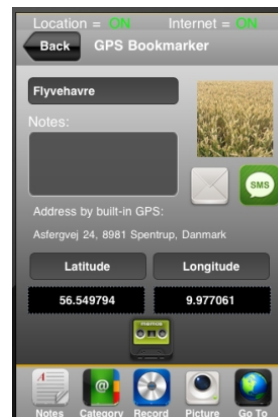 Location = ON Internet = ON
Back GPS Bookmarker
Flyvehavre
Notes:
SMS
Address by built-in GPS:
Asfergvej 24, 8981 Spentrup, Danmark
Latitude Longitude
56.549794 9.977061
Notes Category Record Picture Go To